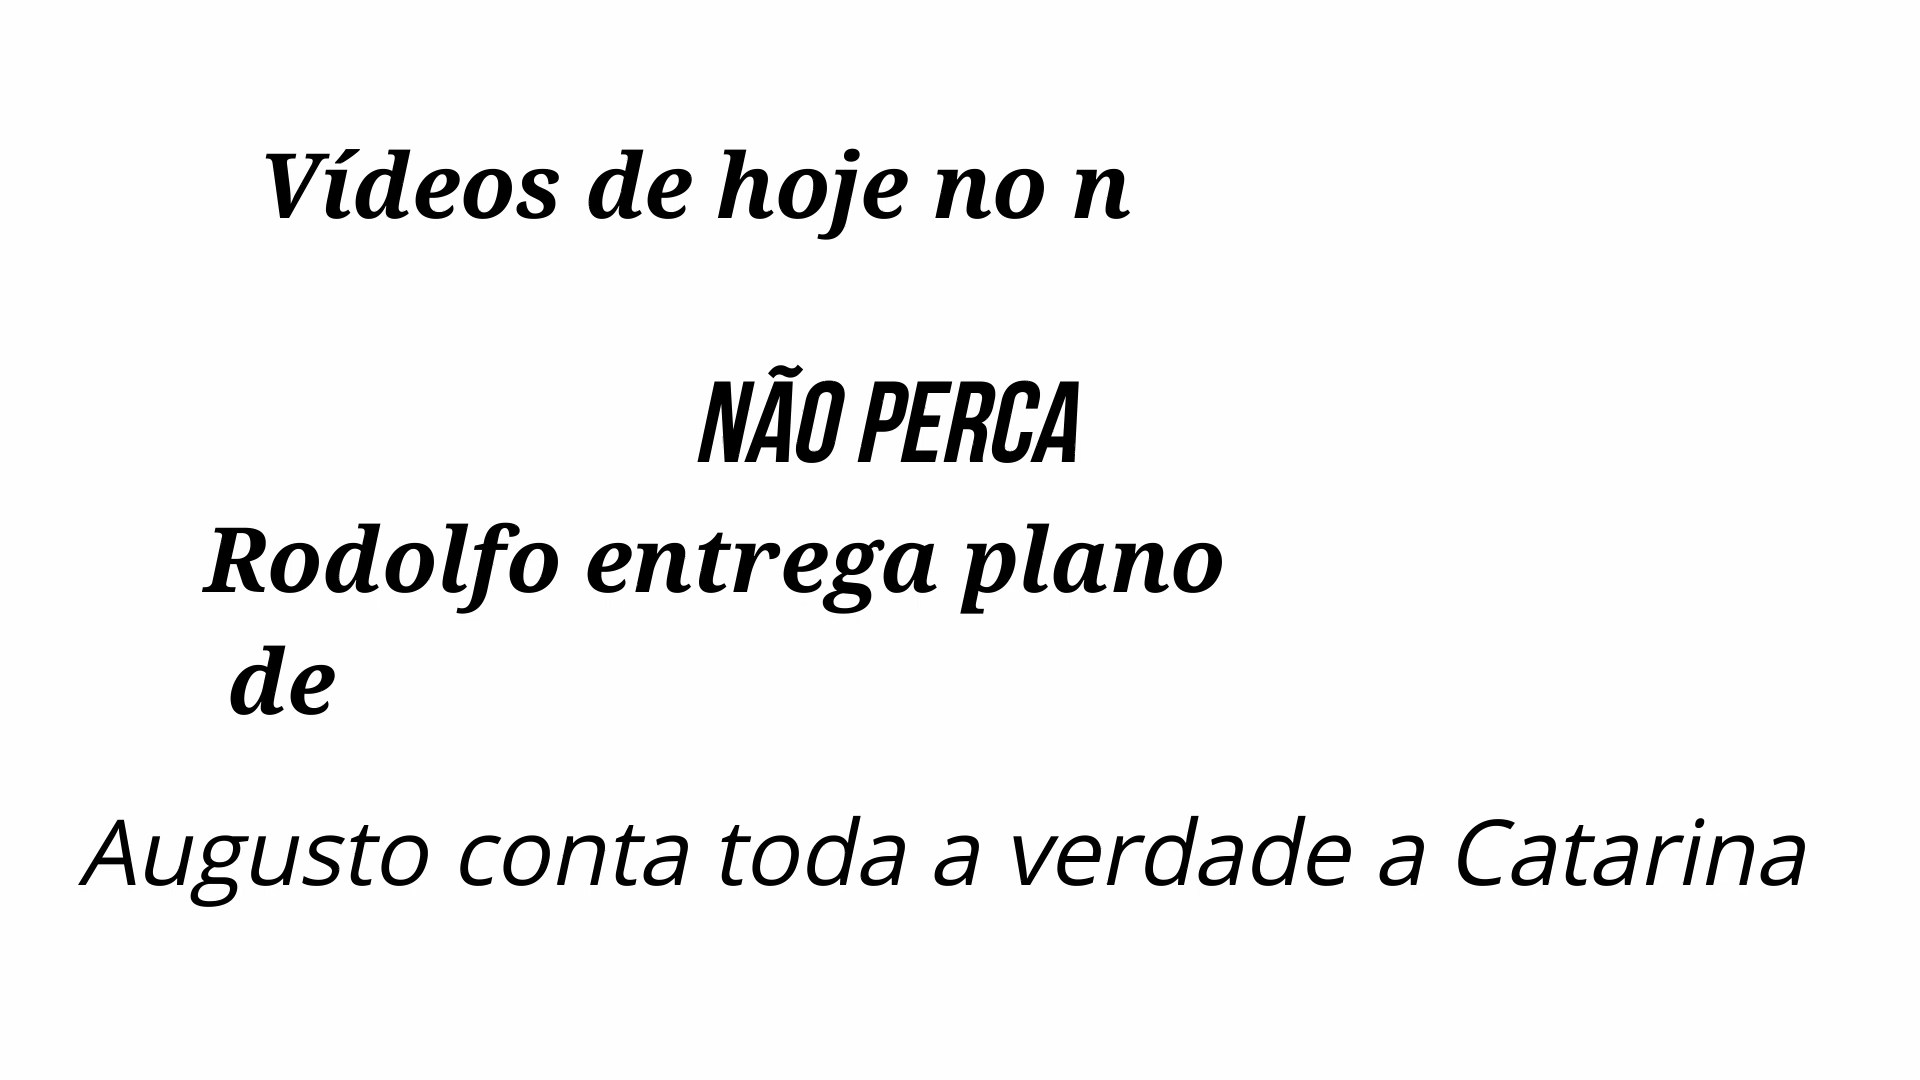 Vídeos de hoje no n
NÃO PERCA
Rodolfo entrega plano
de
Augusto conta toda a verdade a Catarina